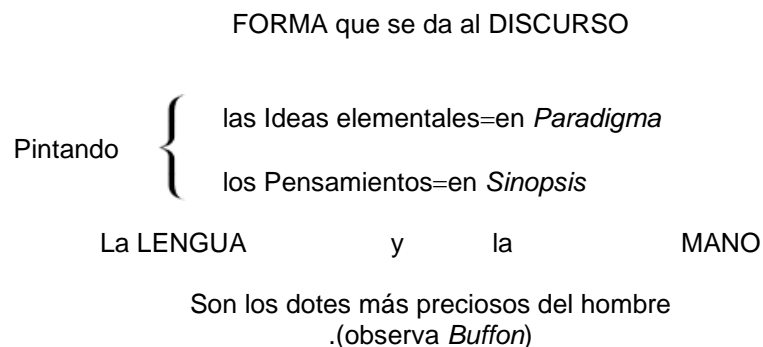 FORMA que se da al DISCURSO
las Ideas elementales=en Paradigma
Pintando
los Pensamientos=en Sinopsis
La LENGUA y la MANO
Son los dotes más preciosos del hombre
.(observa Buffon)